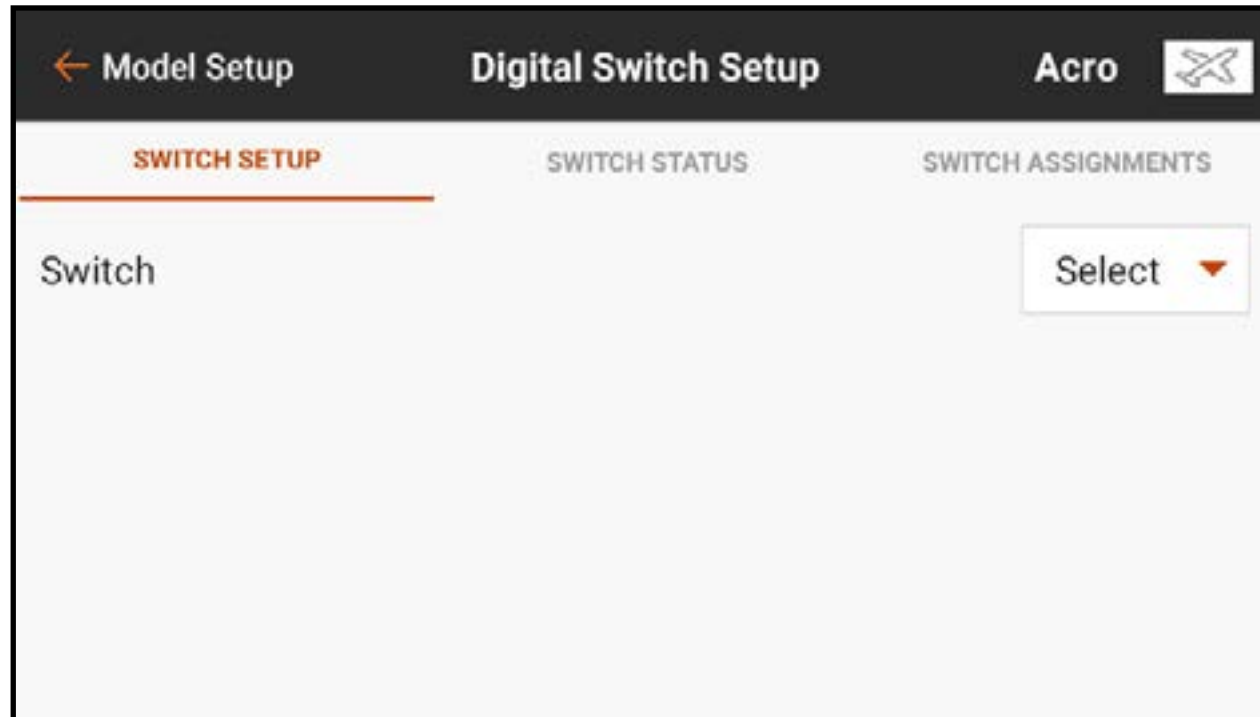 ← Model Setup Digital Switch Setup Acro
SWITCH SETUP SWITCH STATUS SWITCH ASSIGNMENTS
Switch Select